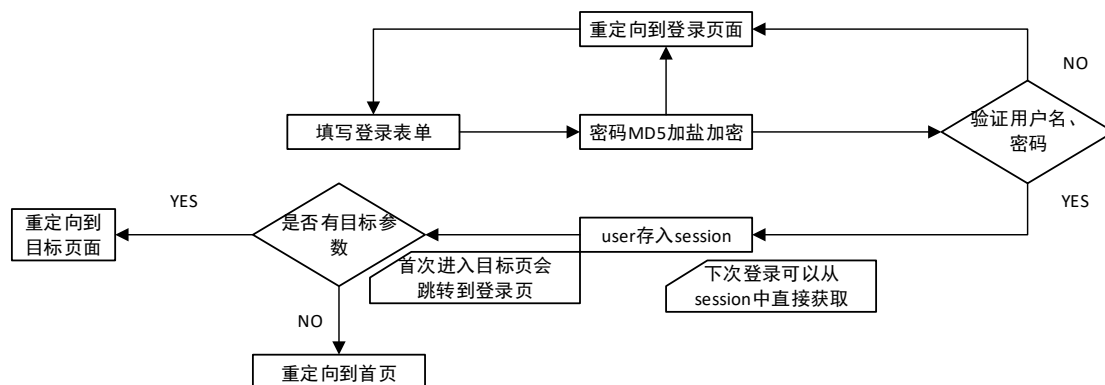 重定向到登录页面
NO
填写登录表单
密码MD5加盐加密
验证用户名、
密码
YES
YES
重定向到
目标页面
是否有目标参
数
user存入session
首次进入目标页会
跳转到登录页
下次登录可以从
session中直接获取
NO
重定向到首页